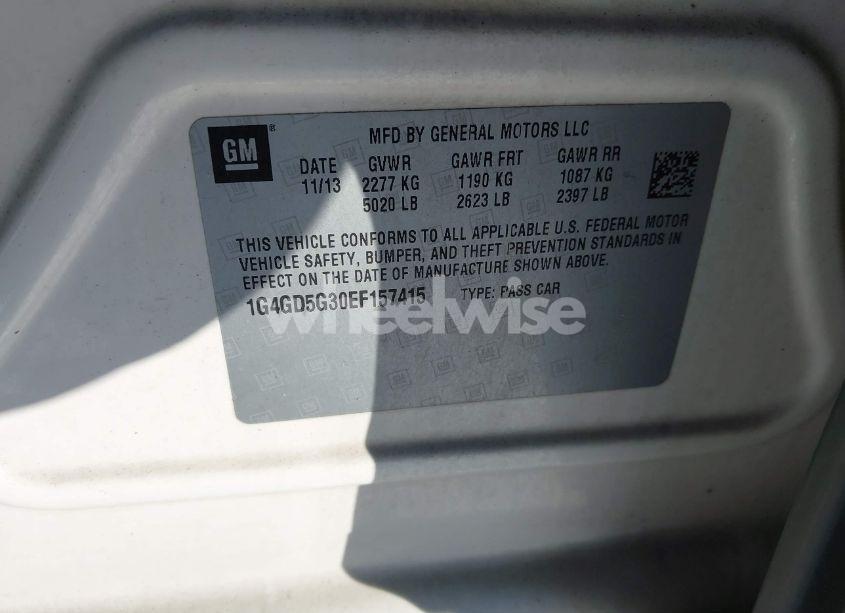 GM ®
MFD BY GENERAL MOTORS LLC
DATE GVWR GAWR FRT GAWR RR
11/13 2277 KG 1190 KG 1087 KG
5020 LB 2623 LB 2397 LB
THIS VEHICLE CONFORMS TO ALL APPLICABLE U.S. FEDERAL MOTOR
VEHICLE SAFETY, BUMPER, AND THEFT PREVENTION STANDARDS IN
EFFECT ON THE DATE OF MANUFACTURE SHOWN ABOVE.
1G4GD5G30EF157415 TYPE: PASS CAR
wheelwise